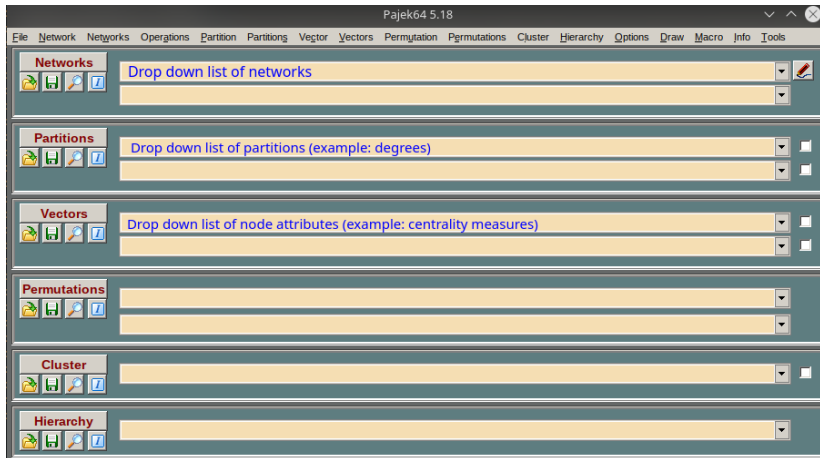 Pajek64 5.18
File Network Networks Operations Partition Partitions Vector Vectors Permutation Permutations Cluster Hierarchy Options Draw Macro Info Tools
Networks
Drop down list of networks
Partitions
Drop down list of partitions (example: degrees)
Vectors
Drop down list of node attributes (example: centrality measures)
Permutations
Cluster
Hierarchy